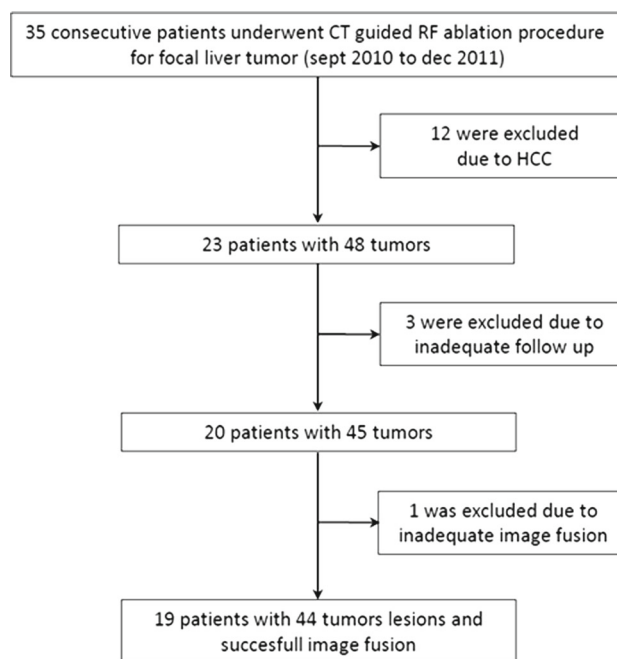 35 consecutive patients underwent CT guided RF ablation procedure
for focal liver tumor (sept 2010 to dec 2011)
12 were excluded
due to HCC
23 patients with 48 tumors
3 were excluded due to
inadequate follow up
20 patients with 45 tumors
1 was excluded due to
inadequate image fusion
19 patients with 44 tumors lesions and
succesfull image fusion